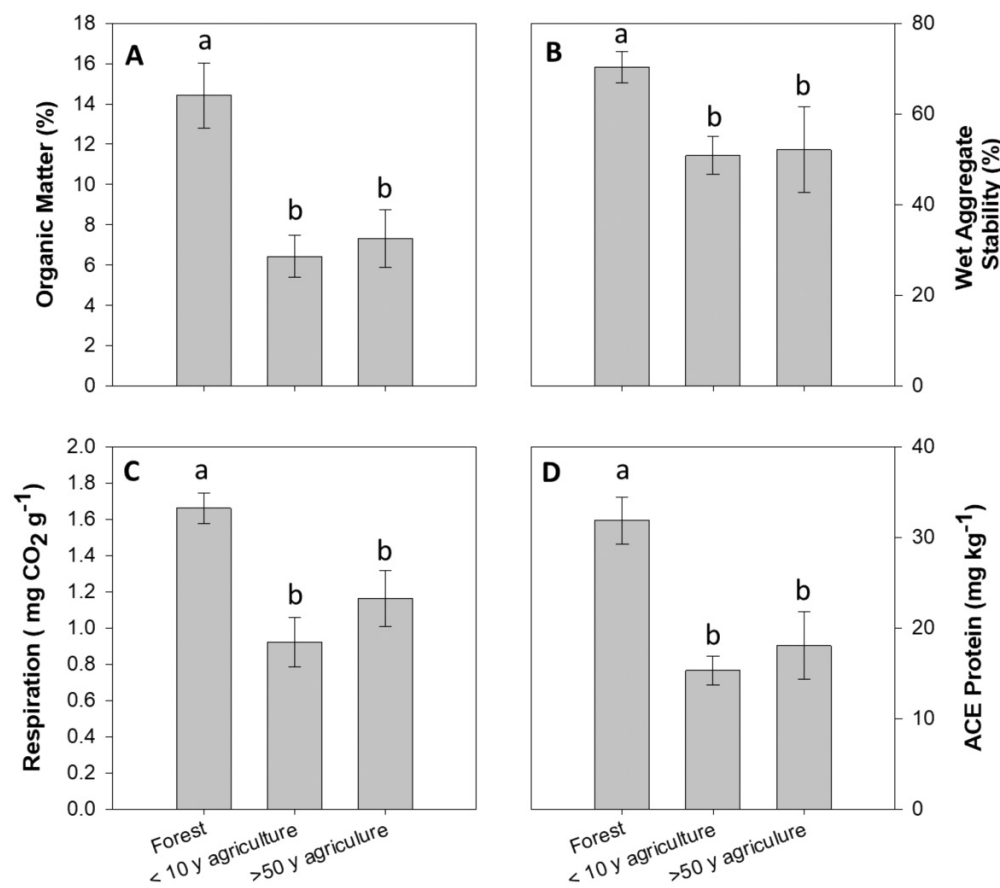 A
a
b
b
18
16
14
12
10
8
6
4
2
0
Organic Matter (%)
B
a
b
b
80
60
40
20
0
Wet Aggregate
Stability (%)
C
a
b
b
2.0
1.8
1.6
1.4
1.2
1.0
0.8
0.6
0.4
0.2
0.0
Respiration ( mg CO2 g-1)
Forest
< 10 y agriculture
>50 y agriculure
D
a
b
b
40
30
20
10
0
ACE Protein (mg kg-1)
Forest
< 10 y agriculture
>50 y agriculure